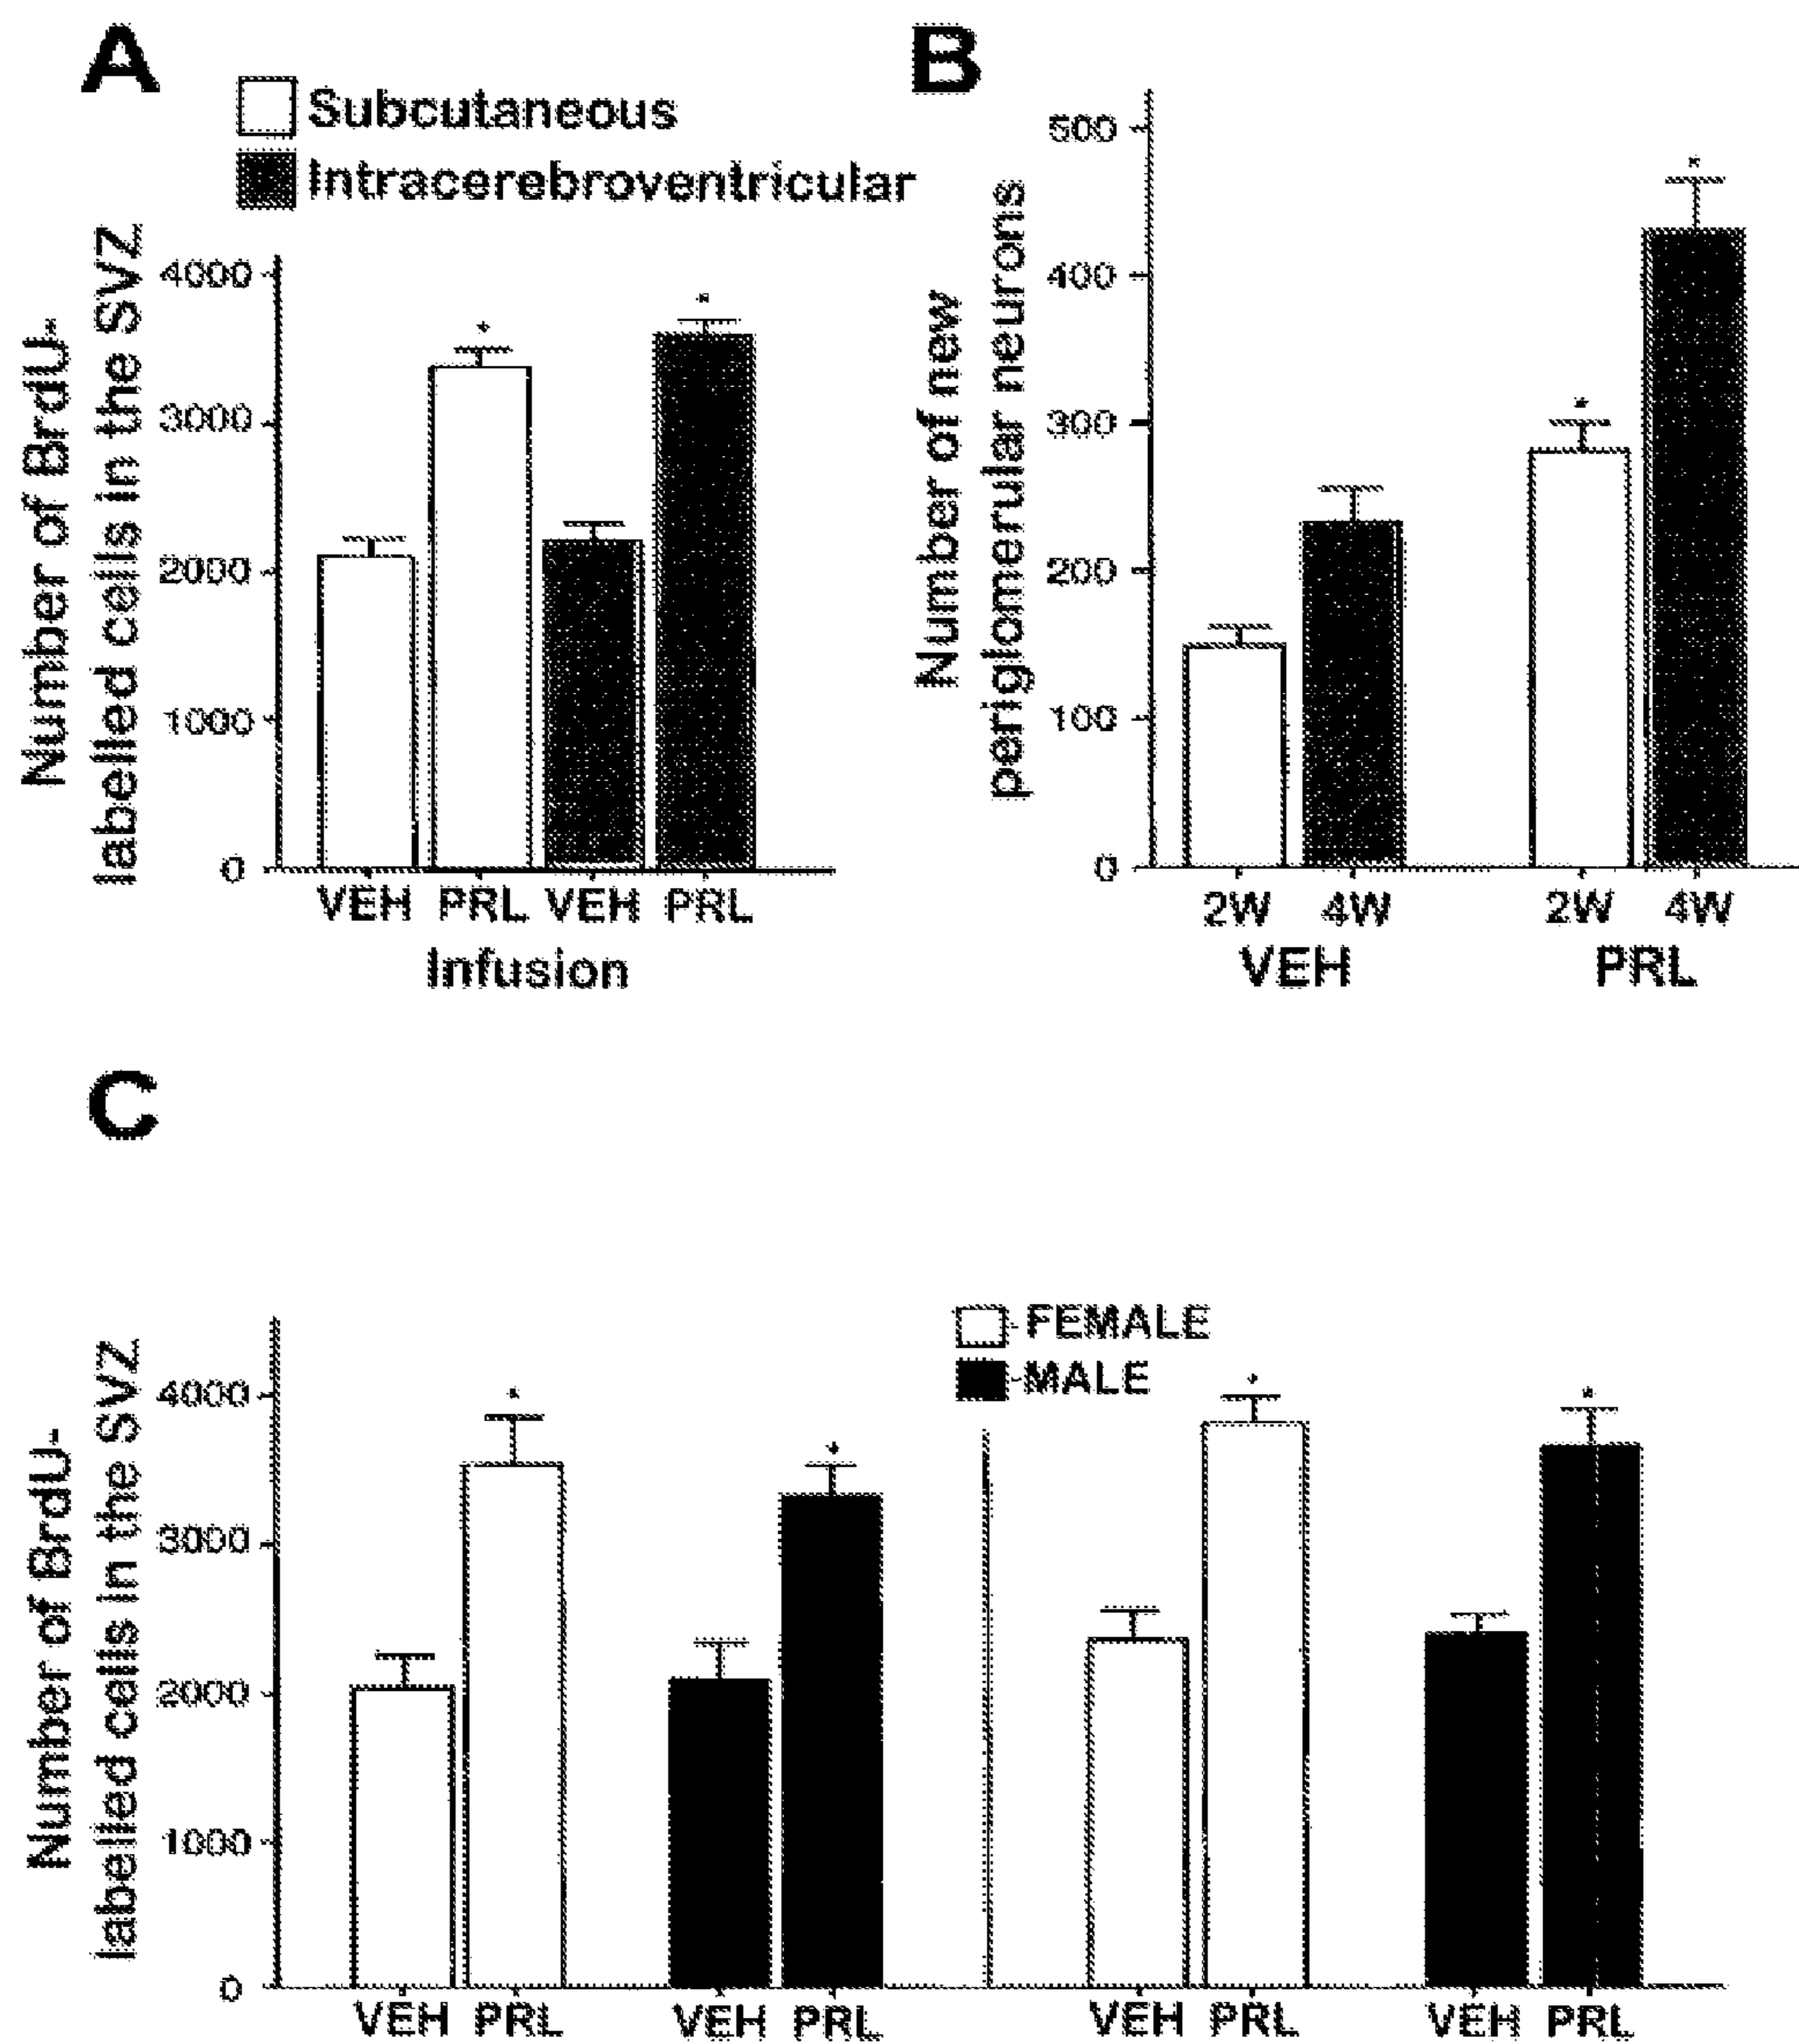 A
Subcutaneous
Intracerebroventricular
Number of BrdU-
labelled cells in the SVZ
4000
3000
2000
1000
0
VEH PRL VEH PRL
Infusion
B
Number of new
periglomerular neurons
500
400
300
200
100
0
2W 4W 2W 4W
VEH PRL
C
FEMALE
MALE
Number of BrdU-
labelled cells in the SVZ
4000
3000
2000
1000
0
VEH PRL VEH PRL VEH PRL VEH PRL